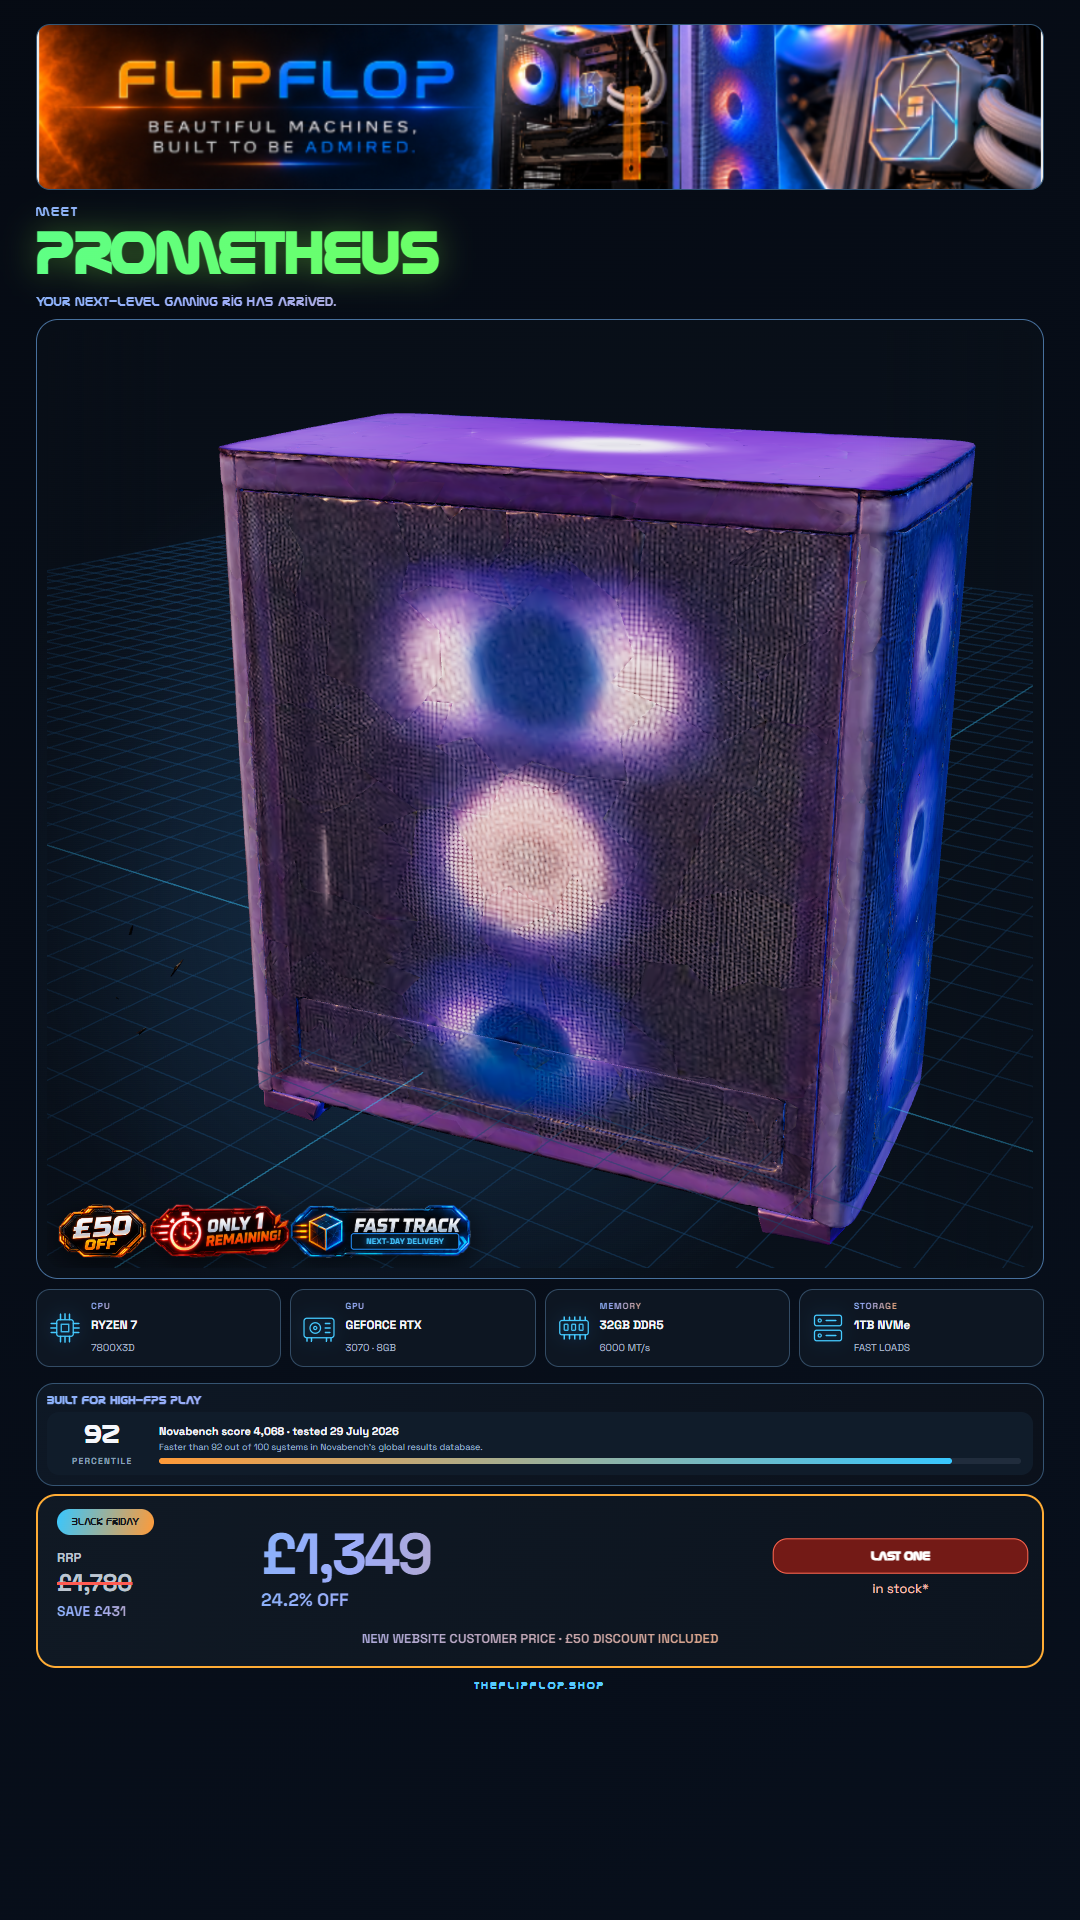 FLIPFLOP
BEAUTIFUL MACHINES,
BUILT TO BE ADMIRED.
MEET
PROMETHEUS
YOUR NEXT-LEVEL GAMING RIG HAS ARRIVED.
£50
OFF
ONLY 1
REMAINING!
FAST TRACK
NEXT-DAY DELIVERY
CPU
RYZEN 7
7800X3D
GPU
GEFORCE RTX
3070 · 8GB
MEMORY
32GB DDR5
6000 MT/s
STORAGE
1TB NVMe
FAST LOADS
BUILT FOR HIGH-FPS PLAY
92
PERCENTILE
Novabench score 4,068 · tested 29 July 2026
Faster than 92 out of 100 systems in Novabench's global results database.
BLACK FRIDAY
RRP
£1,780
SAVE £431
£1,349
24.2% OFF
LAST ONE
in stock*
NEW WEBSITE CUSTOMER PRICE · £50 DISCOUNT INCLUDED
THEFLIPFLOP.SHOP